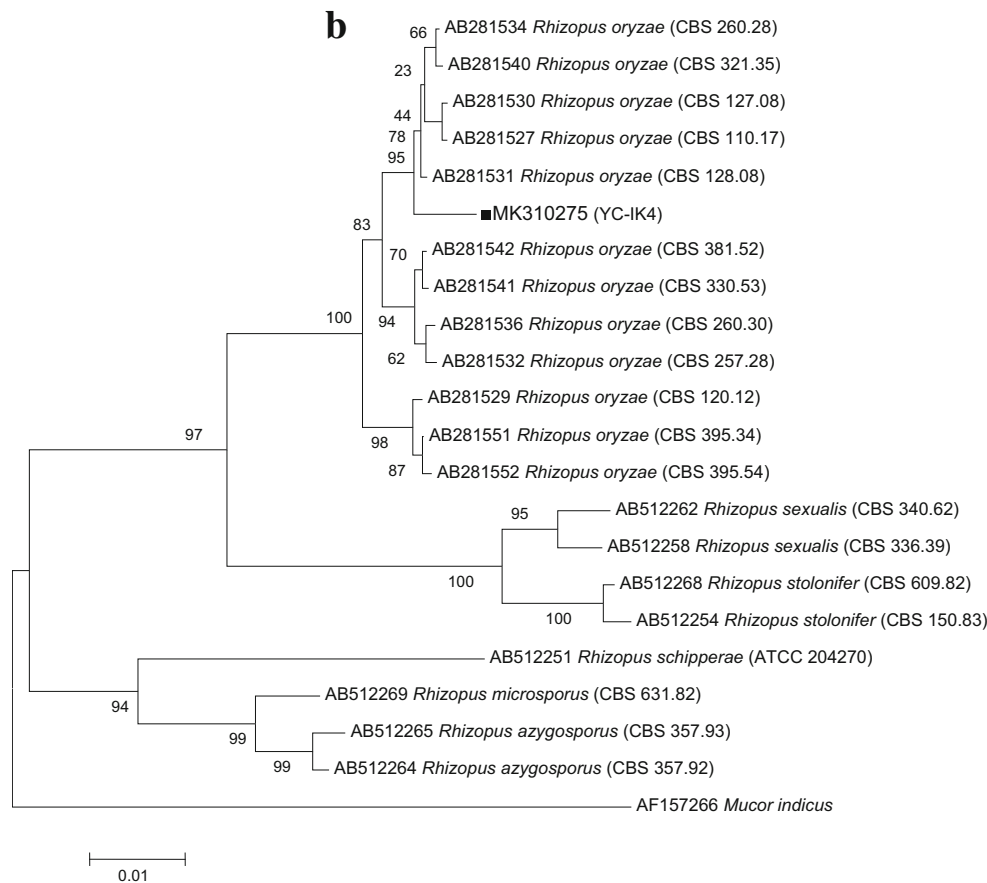 b
66 AB281534 Rhizopus oryzae (CBS 260.28)
AB281540 Rhizopus oryzae (CBS 321.35)
23
AB281530 Rhizopus oryzae (CBS 127.08)
44
78 AB281527 Rhizopus oryzae (CBS 110.17)
95
AB281531 Rhizopus oryzae (CBS 128.08)
MK310275 (YC-IK4)
83
70 AB281542 Rhizopus oryzae (CBS 381.52)
AB281541 Rhizopus oryzae (CBS 330.53)
100
94 AB281536 Rhizopus oryzae (CBS 260.30)
62 AB281532 Rhizopus oryzae (CBS 257.28)
AB281529 Rhizopus oryzae (CBS 120.12)
97
98 AB281551 Rhizopus oryzae (CBS 395.34)
87 AB281552 Rhizopus oryzae (CBS 395.54)
95 AB512262 Rhizopus sexualis (CBS 340.62)
AB512258 Rhizopus sexualis (CBS 336.39)
100 AB512268 Rhizopus stolonifer (CBS 609.82)
100 AB512254 Rhizopus stolonifer (CBS 150.83)
AB512251 Rhizopus schipperae (ATCC 204270)
94 AB512269 Rhizopus microsporus (CBS 631.82)
99 AB512265 Rhizopus azygosporus (CBS 357.93)
99 AB512264 Rhizopus azygosporus (CBS 357.92)
AF157266 Mucor indicus
0.01